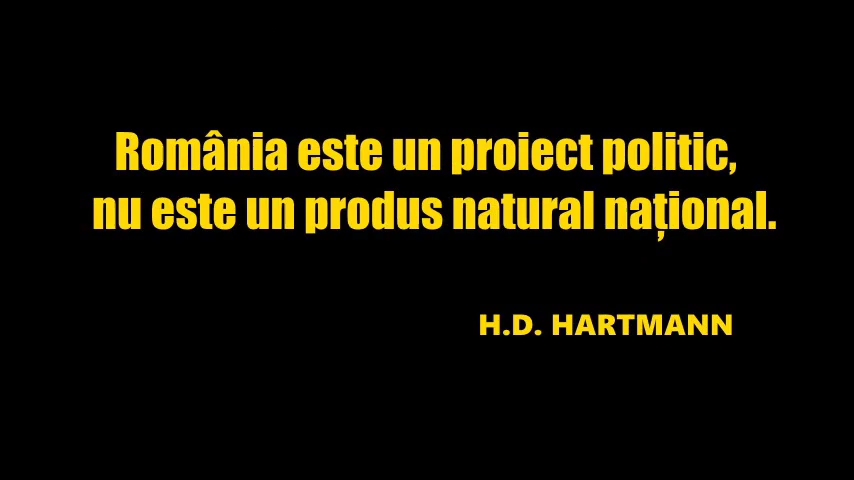 România este un proiect politic,
nu este un produs natural național.
H.D. HARTMANN